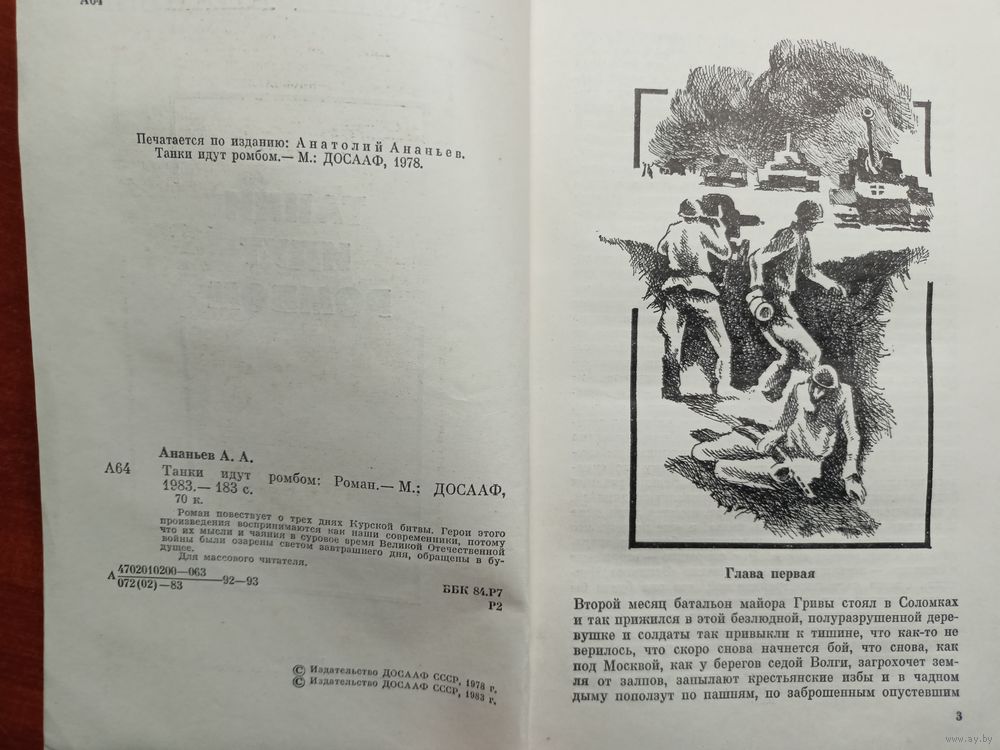 А64
Печатается по изданию: Анатолий Ананьев.
Танки идут ромбом.— М.: ДОСААФ, 1978.
Ананьев А. А.
А64
Танки идут ромбом: Роман.— М.: ДОСААФ,
1983.— 183 с.
70 к.
Роман повествует о трех днях Курской битвы. Герои этого
произведения воспринимаются как наши современники, потому
что их мысли и чаяния в суровое время Великой Отечественной
войны были озарены светом завтрашнего дня, обращены в бу-
дущее.
Для массового читателя.
А 4702010200—063
072(02)—83
92—93
ББК 84.Р7
Р2
© Издательство ДОСААФ СССР, 1978 г.
© Издательство ДОСААФ СССР, 1983 г.
Глава первая
Второй месяц батальон майора Гривы стоял в Соломках
и так прижился в этой безлюдной, полуразрушенной дере-
вушке и солдаты так привыкли к тишине, что как-то не
верилось, что скоро снова начнется бой, что снова, как
под Москвой, как у берегов седой Волги, загрохочет зем-
ля от залпов, запылают крестьянские избы и в чадном
дыму поползут по пашням, по заброшенным опустевшим
3
www.ay.by